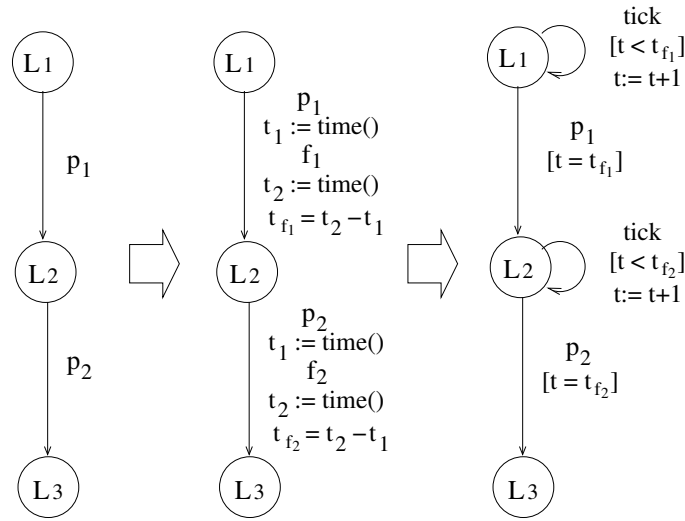 L1
p1
L2
p2
L3
L1
p1
t1 := time()
f1
t2 := time()
tf1 = t2 − t1
L2
p2
t1 := time()
f2
t2 := time()
tf2 = t2 − t1
L3
L1
tick
[t < tf1]
t:= t+1
p1
[t = tf1]
L2
tick
[t < tf2]
t:= t+1
p2
[t = tf2]
L3